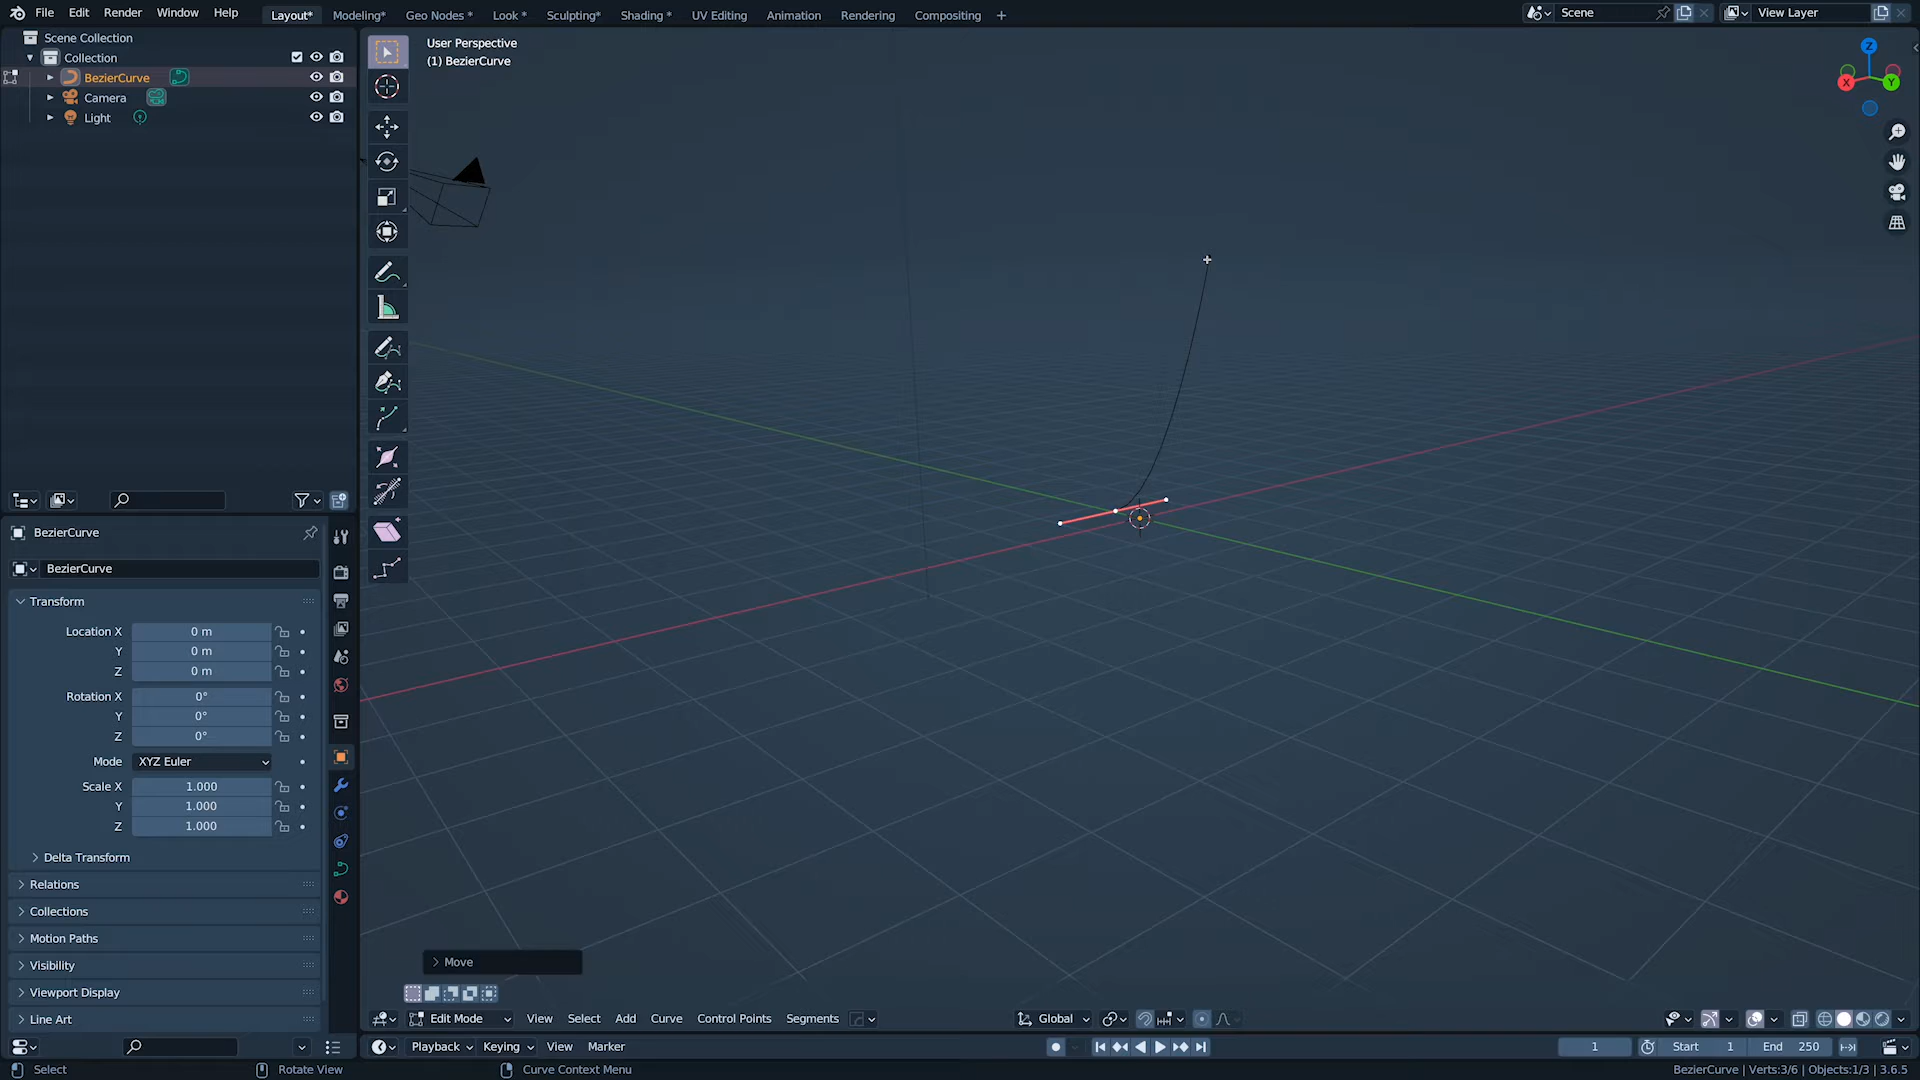 File Edit Render Window Help
Layout* Modeling* Geo Nodes * Look * Sculpting* Shading * UV Editing Animation Rendering Compositing +
Scene
View Layer
Scene Collection
Collection
BezierCurve
Camera
Light
User Perspective
(1) BezierCurve
Z
X
Y
BezierCurve
BezierCurve
Transform
Location X 0 m
Y 0 m
Z 0 m
Rotation X 0°
Y 0°
Z 0°
Mode XYZ Euler
Scale X 1.000
Y 1.000
Z 1.000
Delta Transform
Relations
Collections
Motion Paths
Visibility
Viewport Display
Line Art
Move
Edit Mode View Select Add Curve Control Points Segments
Global
Playback Keying View Marker
1 Start 1 End 250
Select
Rotate View
Curve Context Menu
BezierCurve | Verts:3/6 | Objects:1/3 | 3.6.5